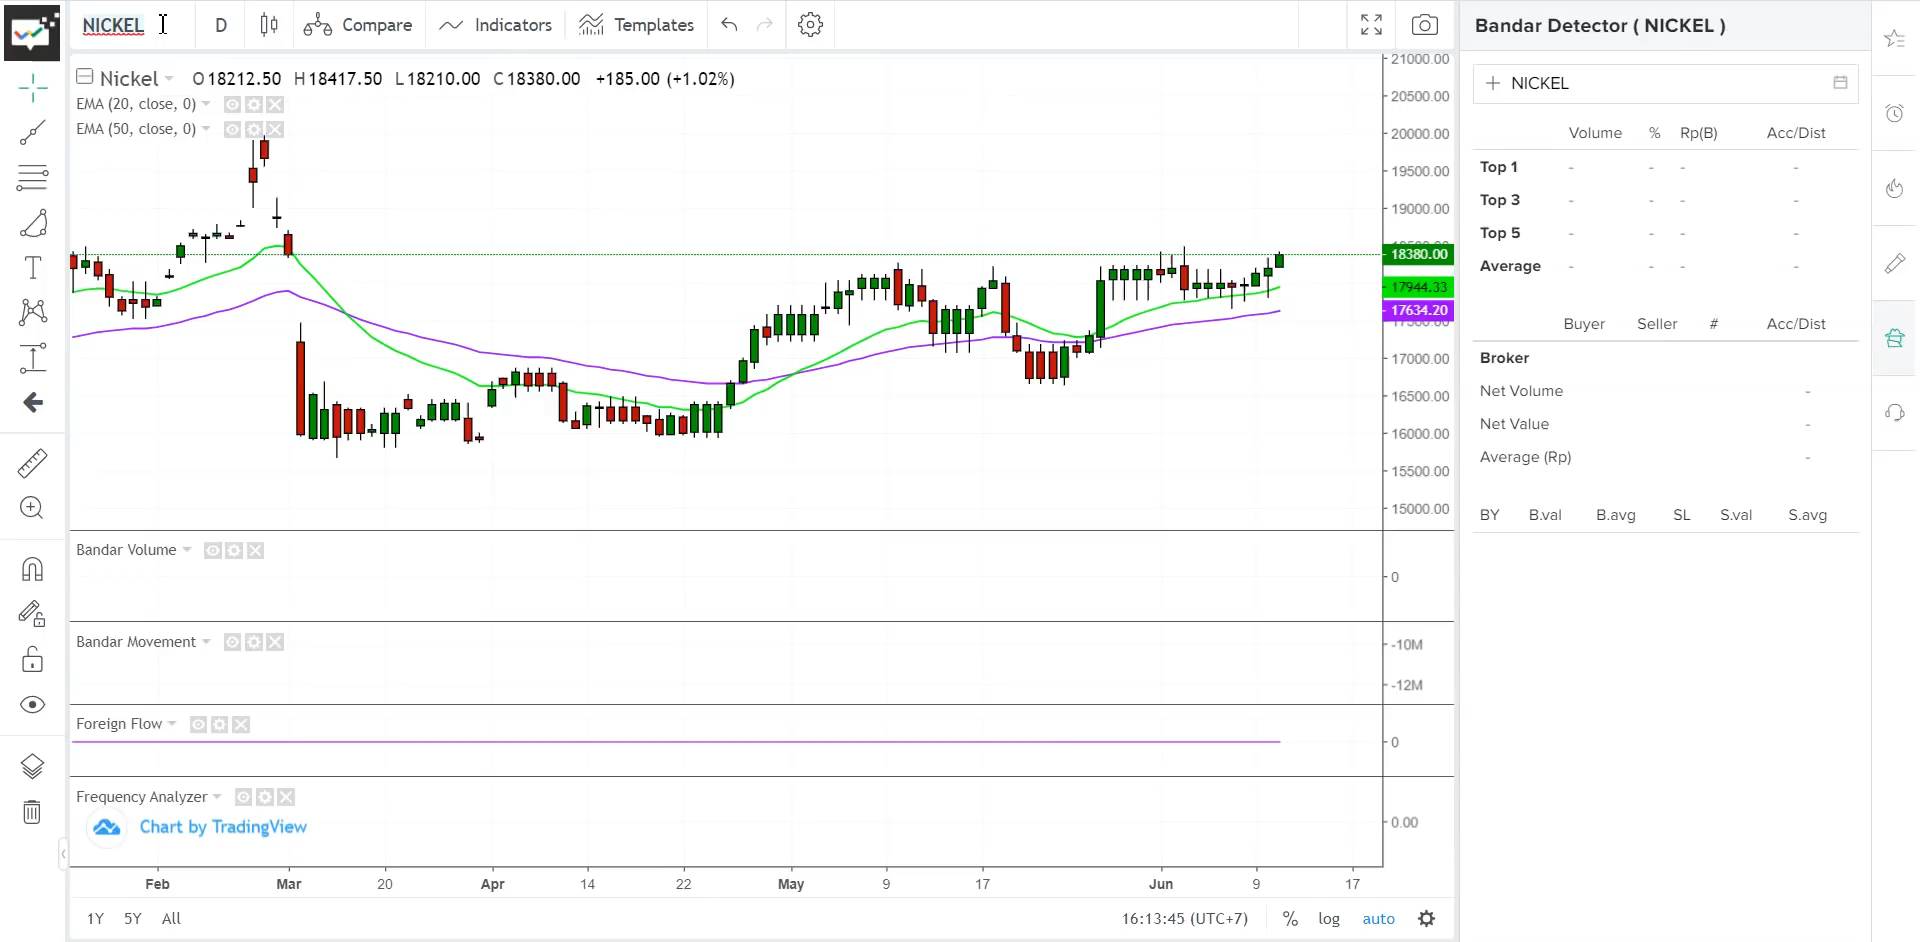 NICKEL D Compare Indicators Templates
Nickel O18212.50 H18417.50 L18210.00 C18380.00 +185.00 (+1.02%)
EMA (20, close, 0)
EMA (50, close, 0)
21000.00
20500.00
20000.00
19500.00
19000.00
18380.00
17944.33
17634.20
17000.00
16500.00
16000.00
15500.00
15000.00
Bandar Volume
0
Bandar Movement
-10M
-12M
Foreign Flow
0
Frequency Analyzer
Chart by TradingView
0.00
Feb Mar 20 Apr 14 22 May 9 17 Jun 9 17
1Y 5Y All 16:13:45 (UTC+7) % log auto
Bandar Detector ( NICKEL )
NICKEL
Volume % Rp(B) Acc/Dist
Top 1 - - - -
Top 3 - - - -
Top 5 - - - -
Average - - - -
Buyer Seller # Acc/Dist
Broker
Net Volume -
Net Value -
Average (Rp) -
BY B.val B.avg SL S.val S.avg